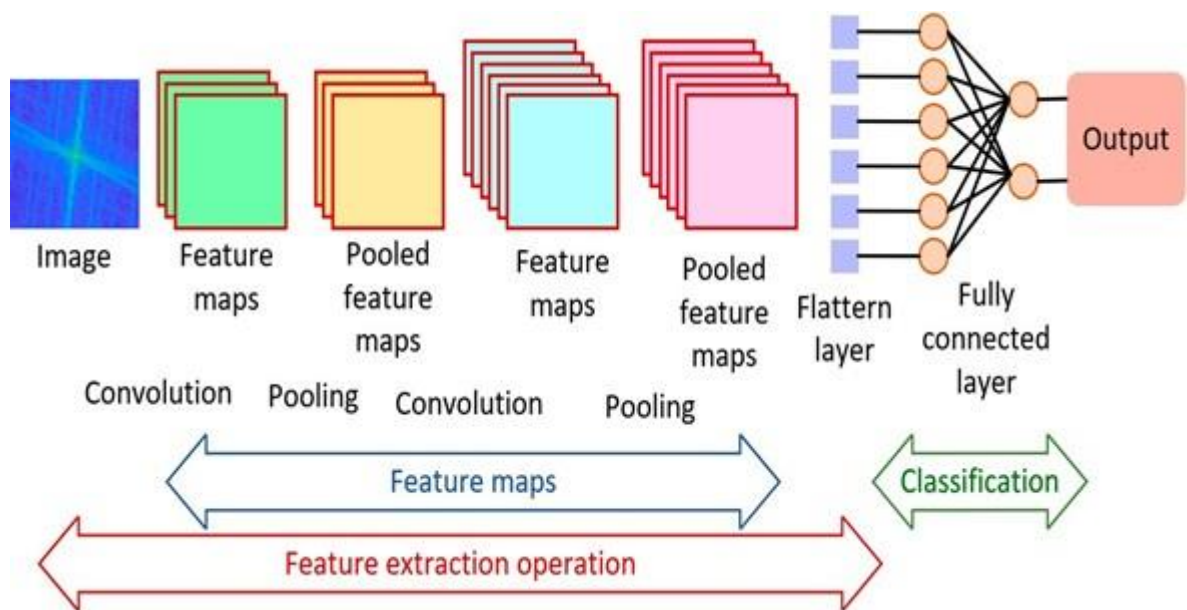 Output
Image
Feature
maps
Pooled
feature
maps
Feature
maps
Pooled
feature
maps
Flattern
layer
Fully
connected
layer
Convolution
Pooling
Convolution
Pooling
Feature maps
Classification
Feature extraction operation